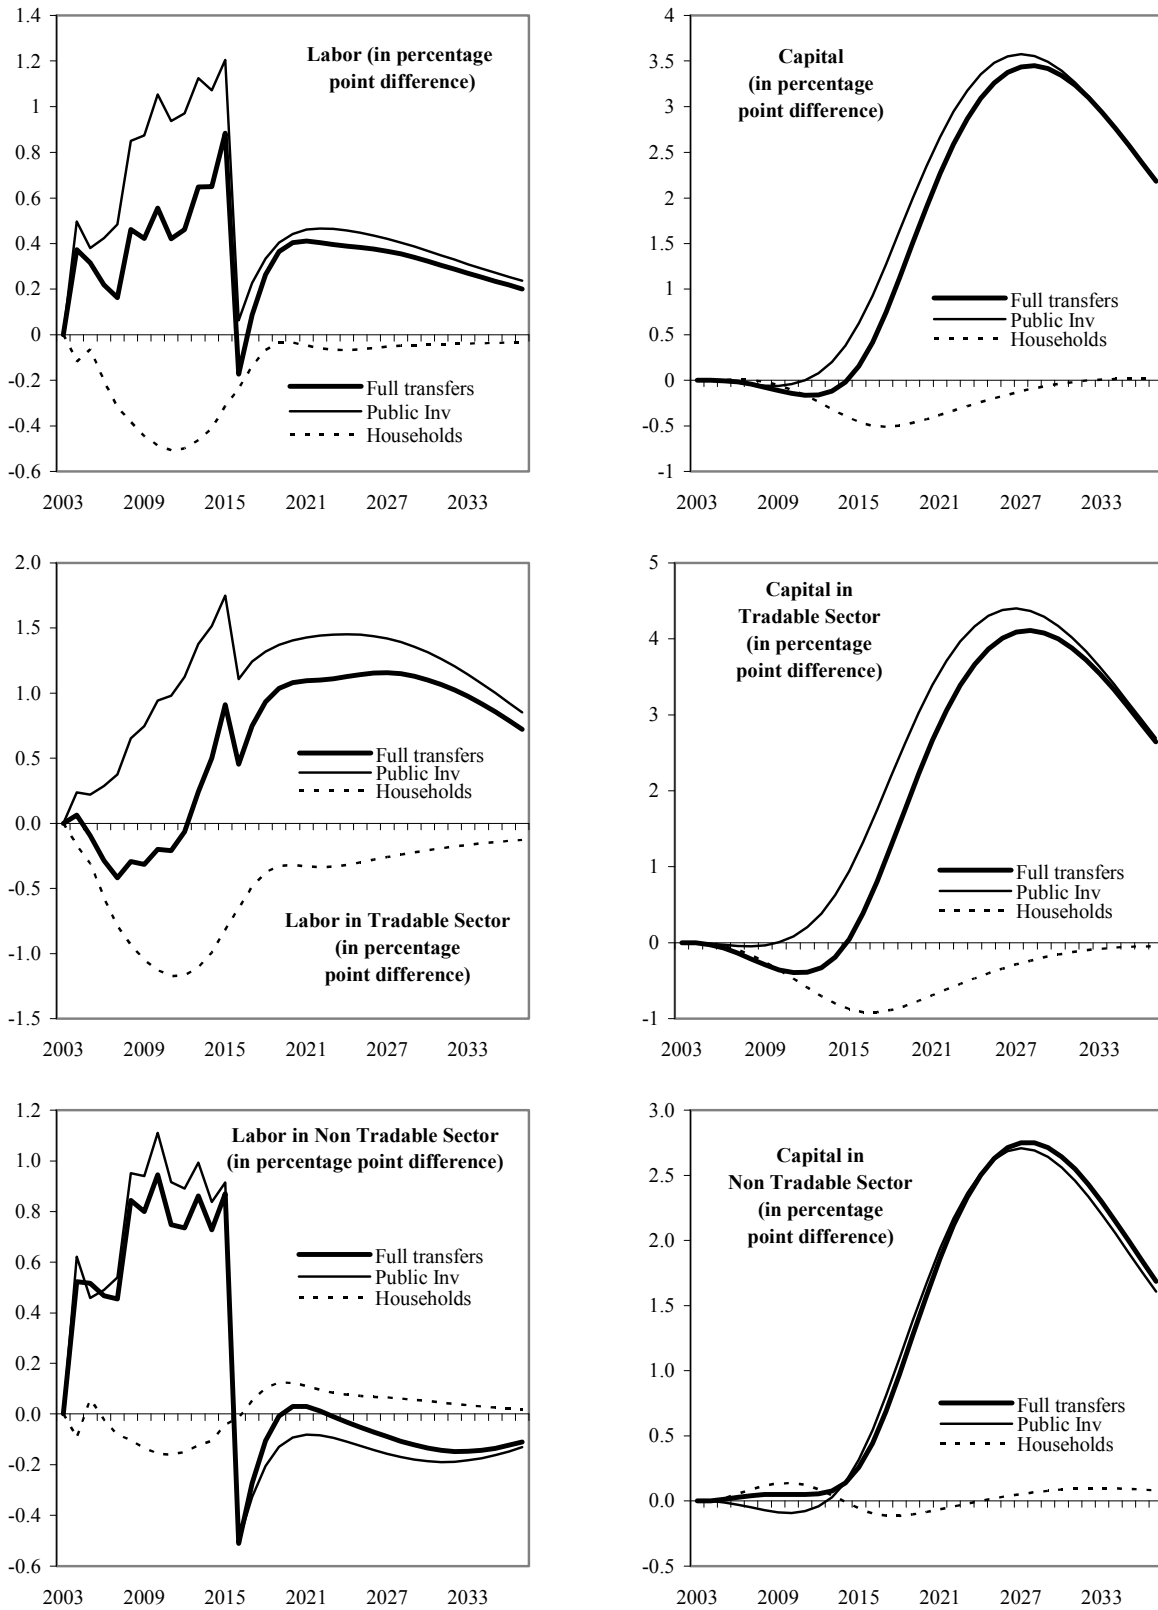 Labor (in percentage
point difference)
1.4
1.2
1
0.8
0.6
0.4
0.2
0
-0.2
-0.4
-0.6
Full transfers
Public Inv
Households
2003 2009 2015 2021 2027 2033
Capital
(in percentage
point difference)
4
3.5
3
2.5
2
1.5
1
0.5
0
-0.5
-1
Full transfers
Public Inv
Households
2003 2009 2015 2021 2027 2033
2.0
1.5
1.0
0.5
0.0
-0.5
-1.0
-1.5
Full transfers
Public Inv
Households
Labor in Tradable Sector
(in percentage
point difference)
2003 2009 2015 2021 2027 2033
Capital in
Tradable Sector
(in percentage
point difference)
5
4
3
2
1
0
-1
Full transfers
Public Inv
Households
2003 2009 2015 2021 2027 2033
Labor in Non Tradable Sector
(in percentage point difference)
1.2
1.0
0.8
0.6
0.4
0.2
0.0
-0.2
-0.4
-0.6
Full transfers
Public Inv
Households
2003 2009 2015 2021 2027 2033
Capital in
Non Tradable Sector
(in percentage
point difference)
3.0
2.5
2.0
1.5
1.0
0.5
0.0
-0.5
Full transfers
Public Inv
Households
2003 2009 2015 2021 2027 2033